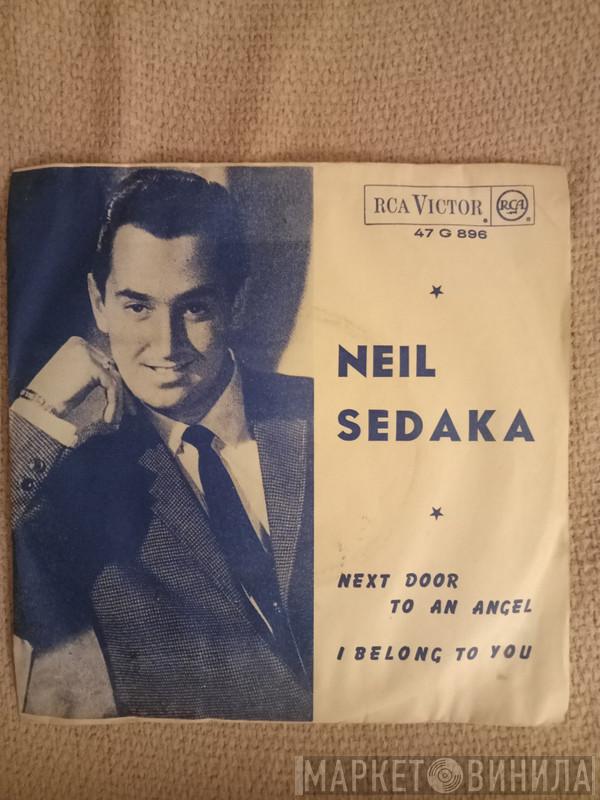 RCA VICTOR RCA
47 G 896
NEIL
SEDAKA
NEXT DOOR
TO AN ANGEL
I BELONG TO YOU
МАРКЕТ ВИНИЛА